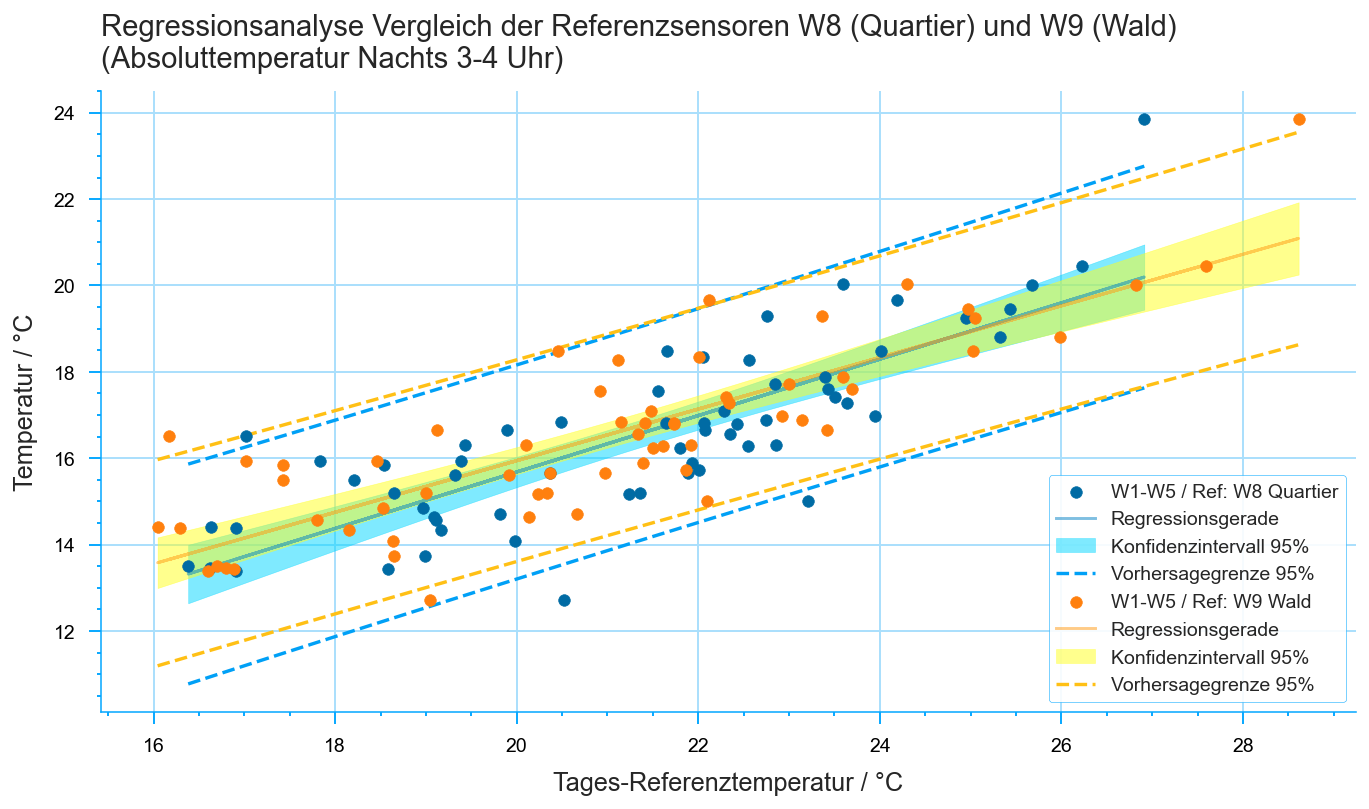 Regressionsanalyse Vergleich der Referenzsensoren W8 (Quartier) und W9 (Wald)
(Absoluttemperatur Nachts 3-4 Uhr)
Temperatur / °C
24
22
20
18
16
14
12
W1-W5 / Ref: W8 Quartier
Regressionsgerade
Konfidenzintervall 95%
Vorhersagegrenze 95%
W1-W5 / Ref: W9 Wald
Regressionsgerade
Konfidenzintervall 95%
Vorhersagegrenze 95%
16 18 20 22 24 26 28
Tages-Referenztemperatur / °C